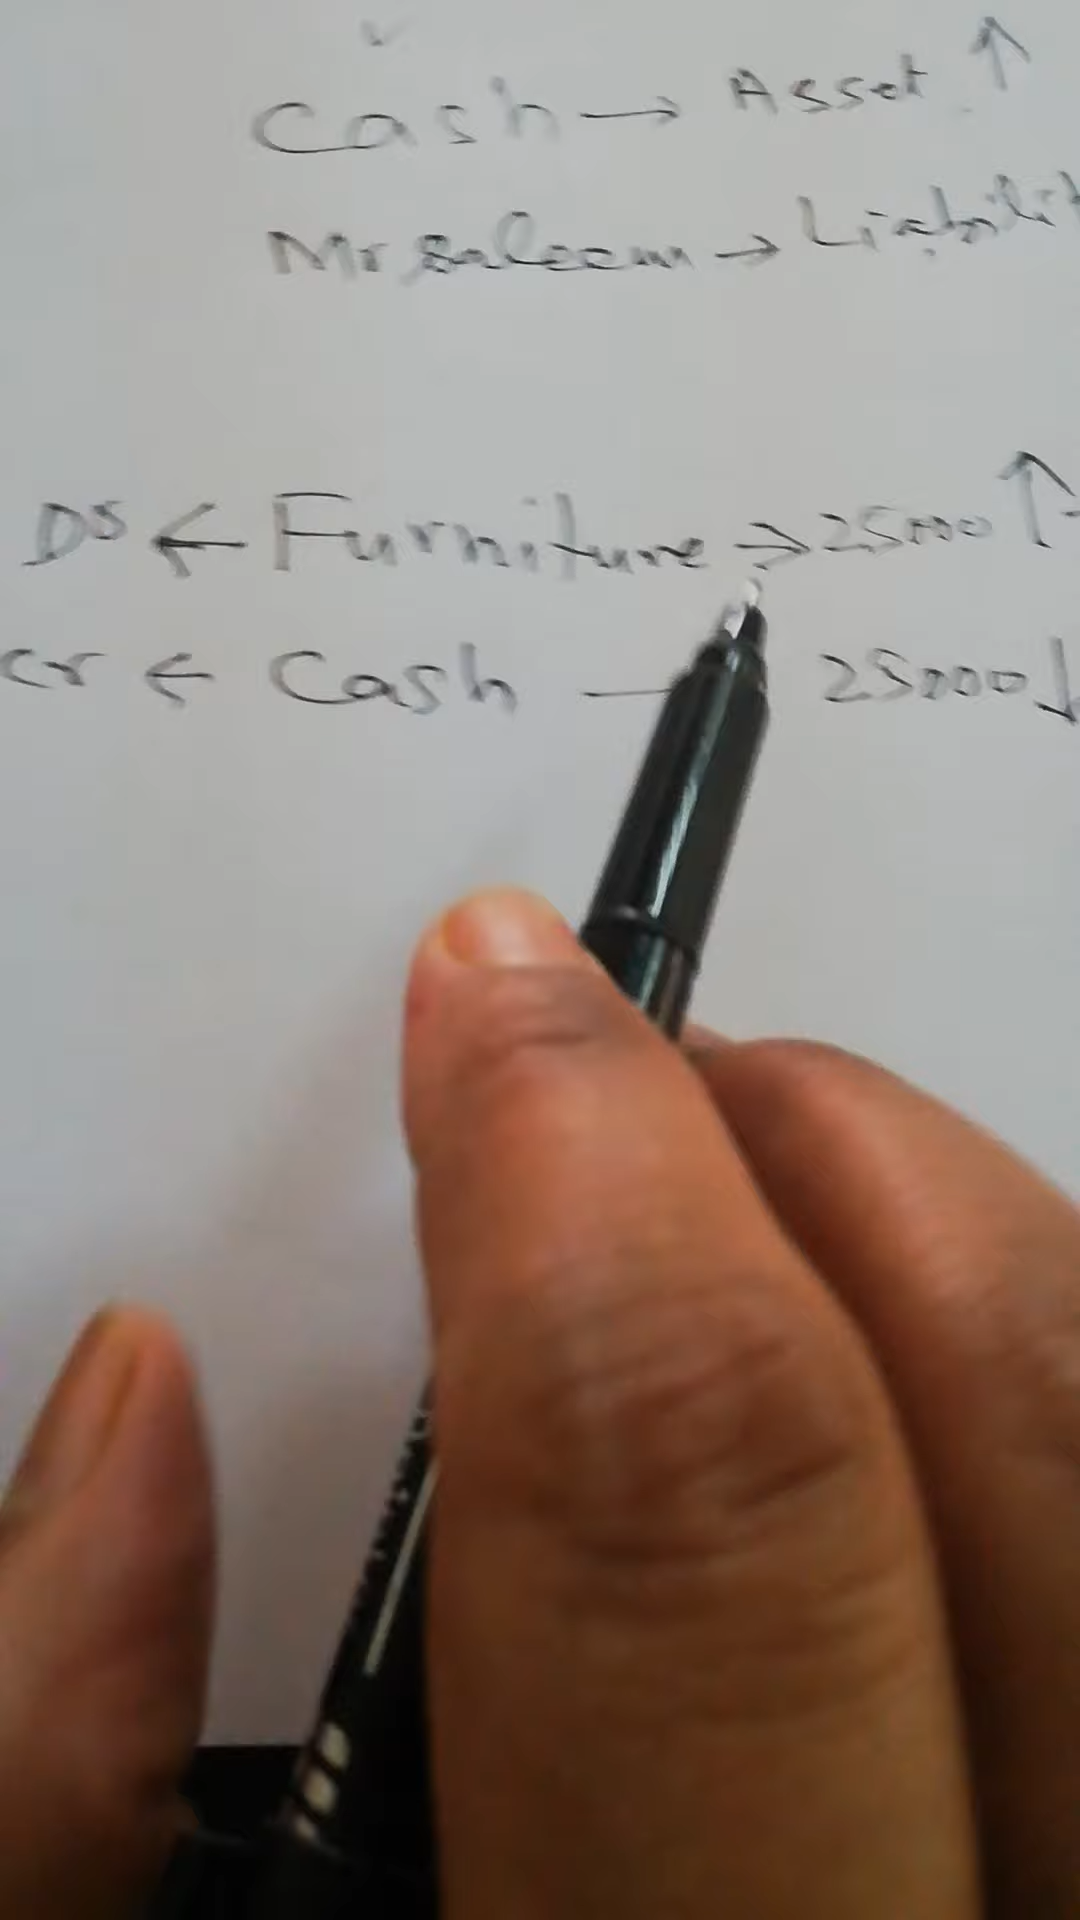 Cash → Asset ↑
Mr Saleem → Liabilit
Dr ← Furniture → 25000 ↑
Cr ← Cash — 25000 ↓